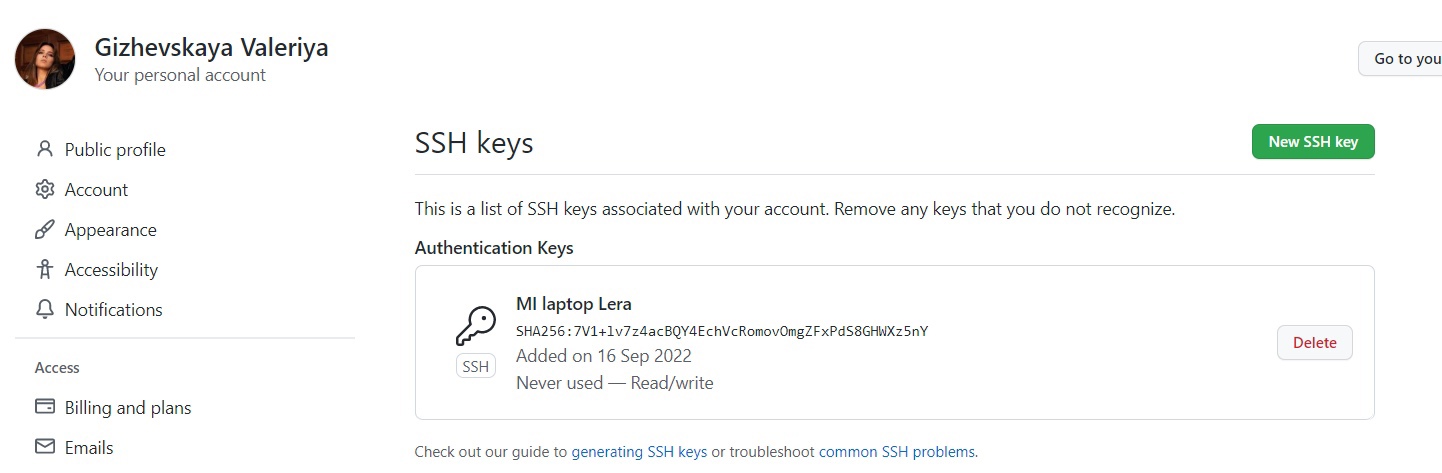 Gizhevskaya Valeriya
Your personal account
Go to you
Public profile
Account
Appearance
Accessibility
Notifications
Access
Billing and plans
Emails
SSH keys
New SSH key
This is a list of SSH keys associated with your account. Remove any keys that you do not recognize.
Authentication Keys
MI laptop Lera
SHA256:7V1+lv7z4acBQY4EchVcRomovOmgZFxPdS8GHWXz5nY
Added on 16 Sep 2022
Never used — Read/write
SSH
Delete
Check out our guide to generating SSH keys or troubleshoot common SSH problems.